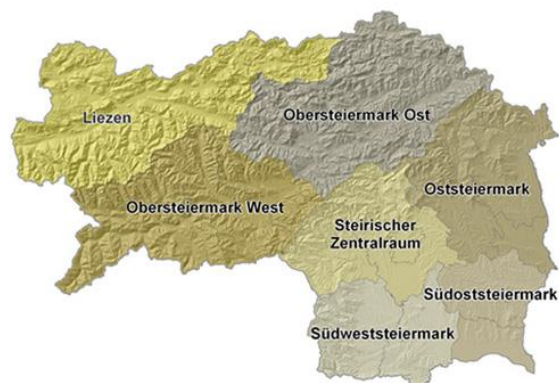 Liezen
Obersteiermark Ost
Obersteiermark West
Oststeiermark
Steirischer
Zentralraum
Südoststeiermark
Südweststeiermark